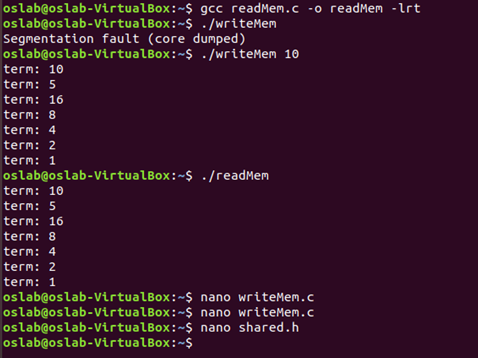 oslab@oslab-VirtualBox:~$ gcc readMem.c -o readMem -lrt
oslab@oslab-VirtualBox:~$ ./writeMem
Segmentation fault (core dumped)
oslab@oslab-VirtualBox:~$ ./writeMem 10
term: 10
term: 5
term: 16
term: 8
term: 4
term: 2
term: 1
oslab@oslab-VirtualBox:~$ ./readMem
term: 10
term: 5
term: 16
term: 8
term: 4
term: 2
term: 1
oslab@oslab-VirtualBox:~$ nano writeMem.c
oslab@oslab-VirtualBox:~$ nano writeMem.c
oslab@oslab-VirtualBox:~$ nano shared.h
oslab@oslab-VirtualBox:~$